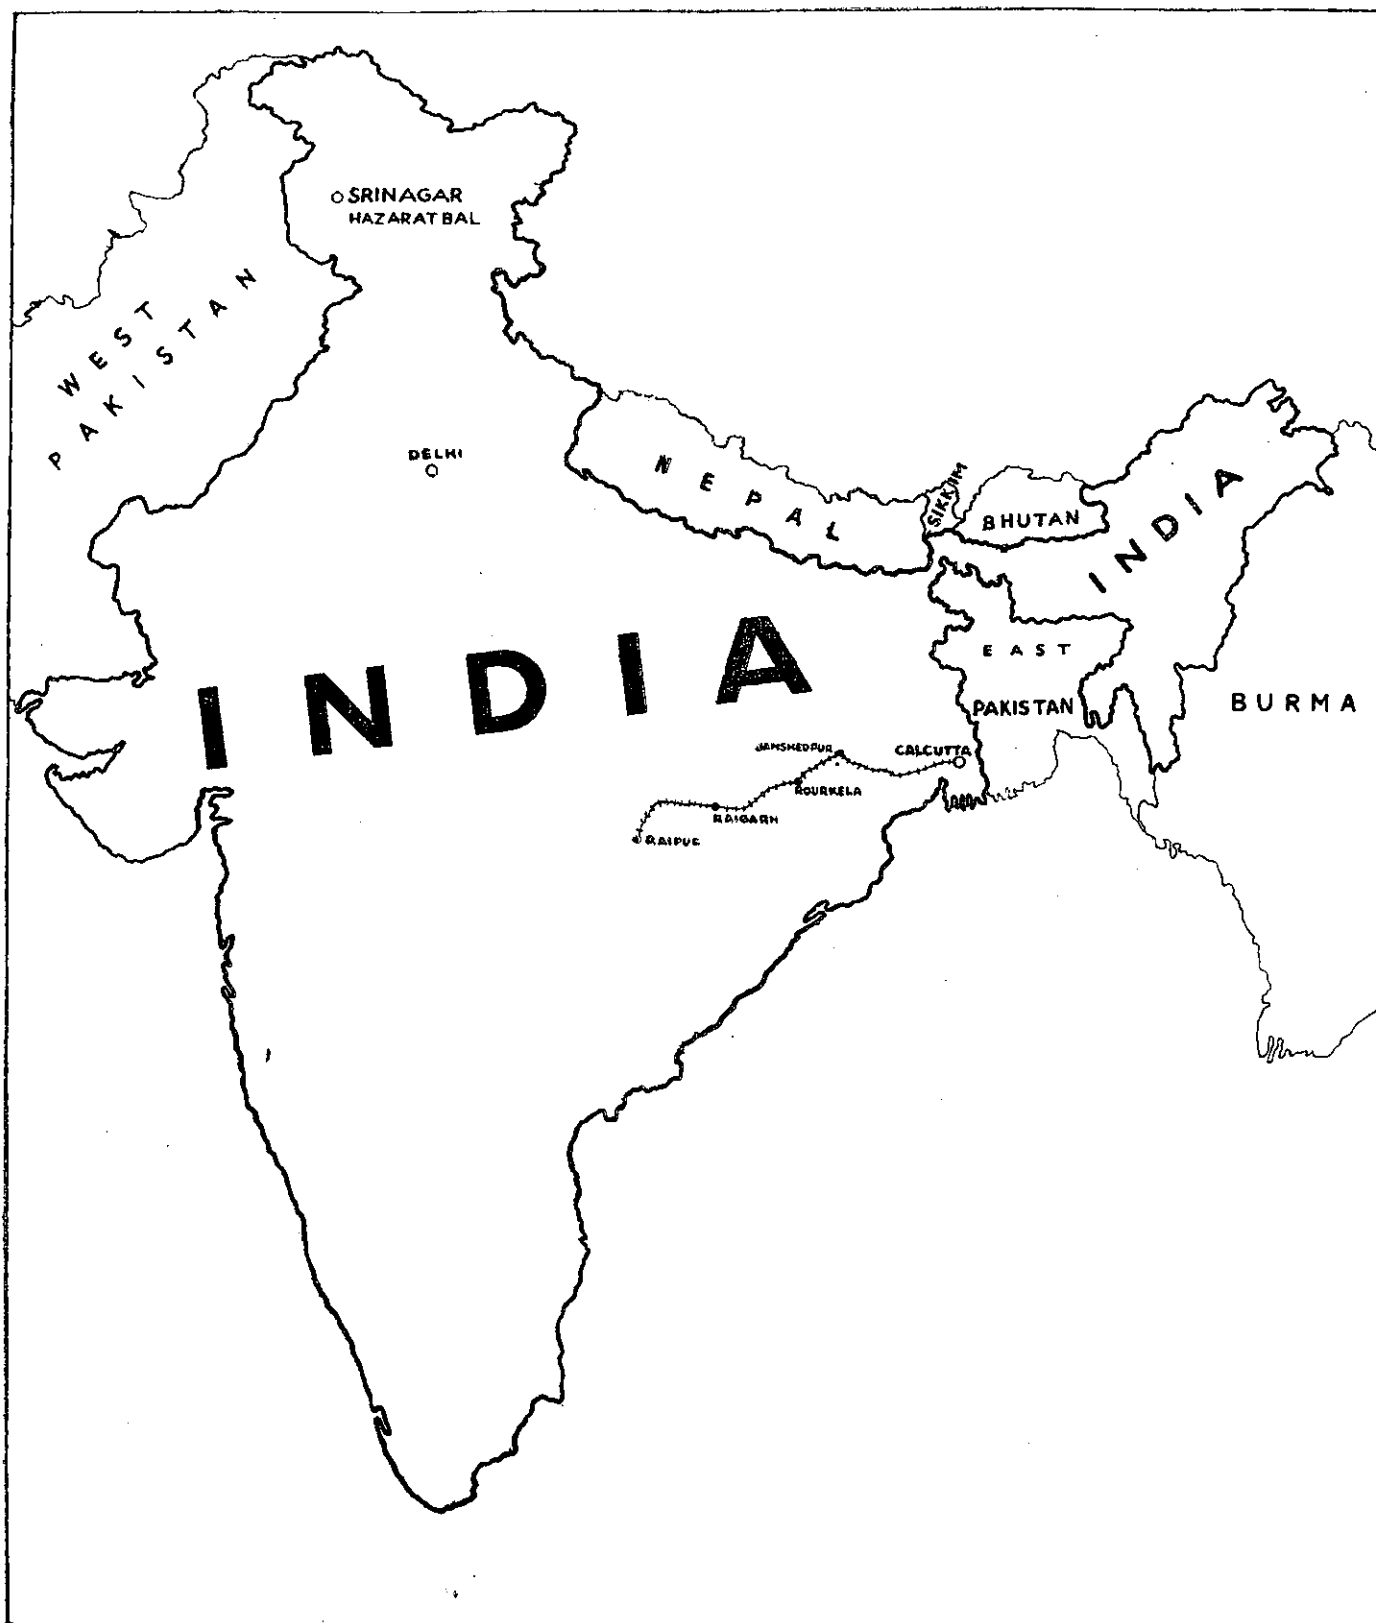 SRINAGAR
HAZARATBAL
WEST
PAKISTAN
DELHI
NEPAL
SIKKIM
BHUTAN
INDIA
INDIA
EAST
PAKISTAN
BURMA
JAMSHEDPUR
CALCUTTA
ROURKELA
RAIGARH
RAIPUR